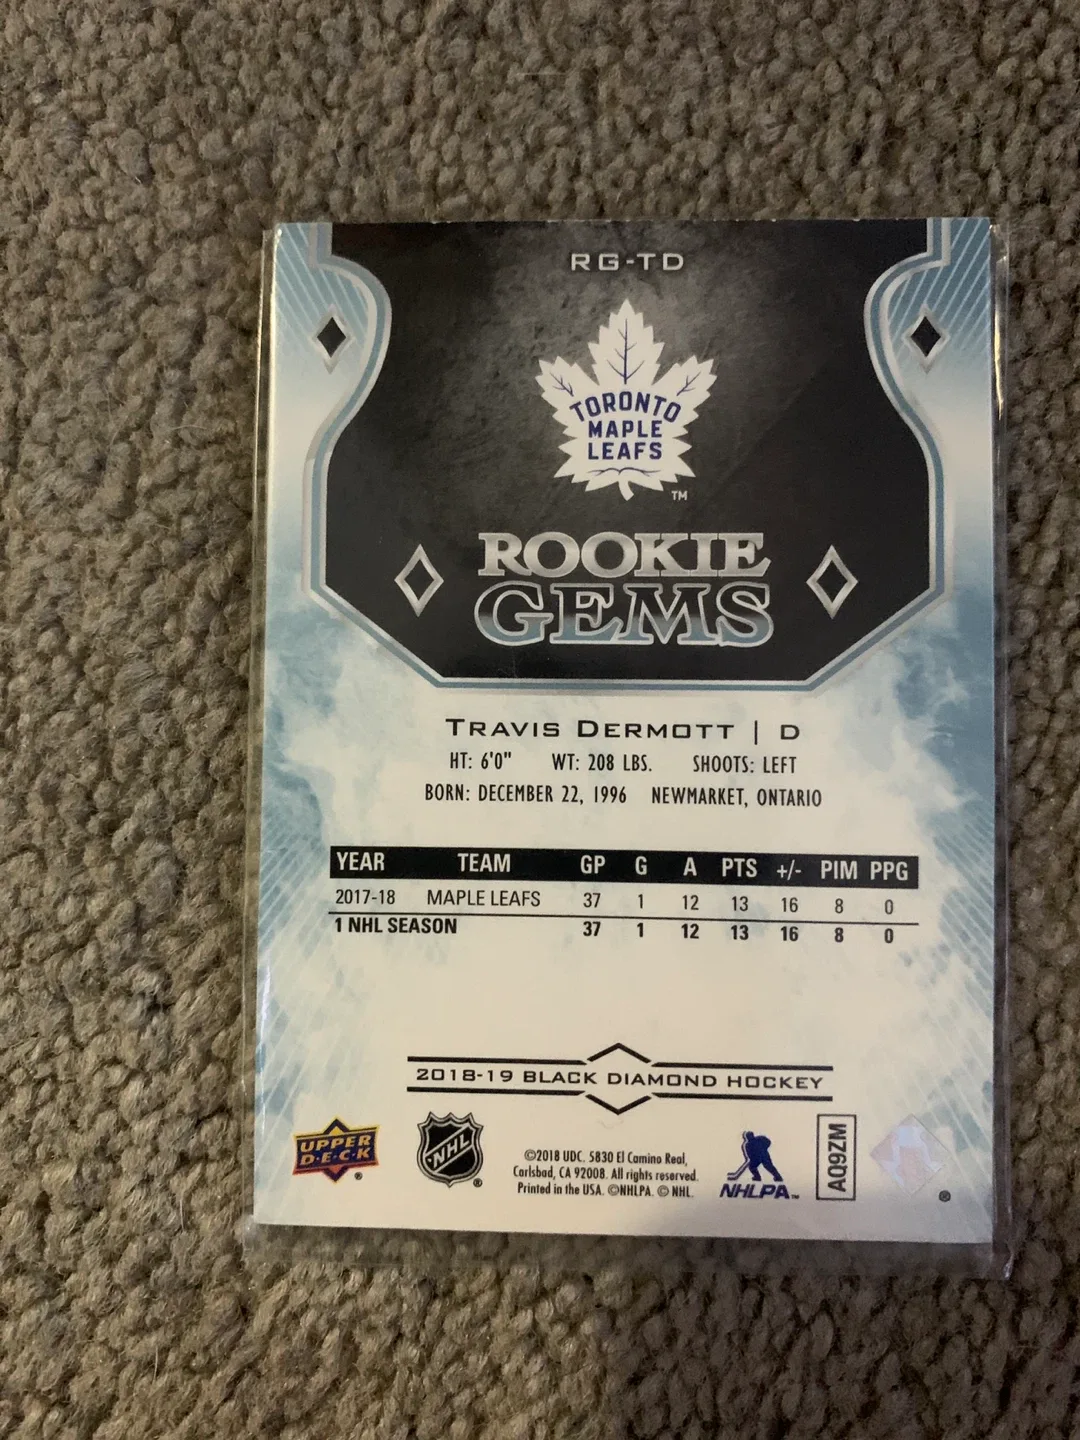 RG-TD
TORONTO
MAPLE
LEAFS
TM
ROOKIE
GEMS
TRAVIS DERMOTT | D
HT: 6'0" WT: 208 LBS. SHOOTS: LEFT
BORN: DECEMBER 22, 1996 NEWMARKET, ONTARIO
YEAR TEAM GP G A PTS +/- PIM PPG
2017-18 MAPLE LEAFS 37 1 12 13 16 8 0
1 NHL SEASON 37 1 12 13 16 8 0
2018-19 BLACK DIAMOND HOCKEY
UPPER
D·E·C·K ®
NHL ®
©2018 UDC. 5830 El Camino Real,
Carlsbad, CA 92008. All rights reserved.
Printed in the USA. ©NHLPA. © NHL.
NHLPA™
AQ9ZM
®